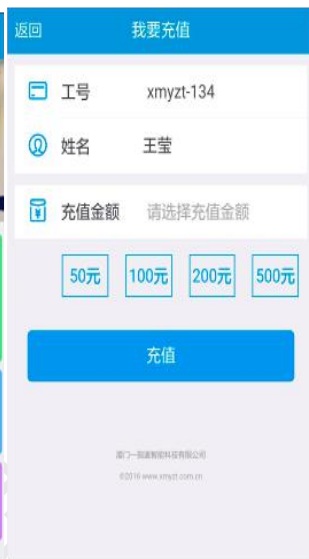 返回 我要充值
工号 xmyzt-134
姓名 王莹
充值金额 请选择充值金额
50元 100元 200元 500元
充值
©2016 www.xmyzt.com.cn